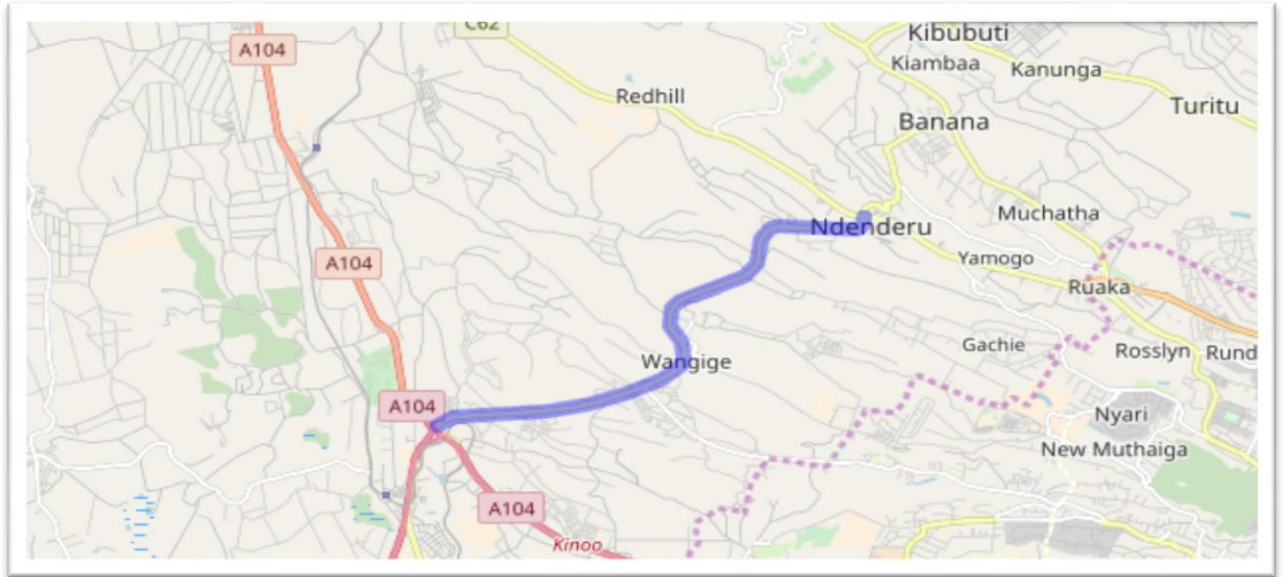 C62
Kibubuti
A104
Kiambaa
Kanunga
Redhill
Turitu
Banana
Muchatha
Ndenderu
Yamogo
A104
Ruaka
Gachie
Rosslyn
Rund
Wangige
A104
Nyari
New Muthaiga
A104
Kinoo